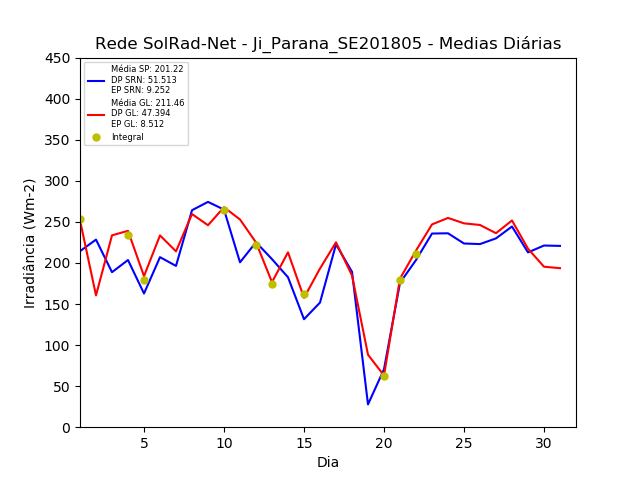 Rede SolRad-Net - Ji_Parana_SE201805 - Medias Diárias
450
400
350
300
250
200
150
100
50
0
Irradiância (Wm-2)
Média SP: 201.22
DP SRN: 51.513
EP SRN: 9.252
Média GL: 211.46
DP GL: 47.394
EP GL: 8.512
Integral
5
10
15
20
25
30
Dia